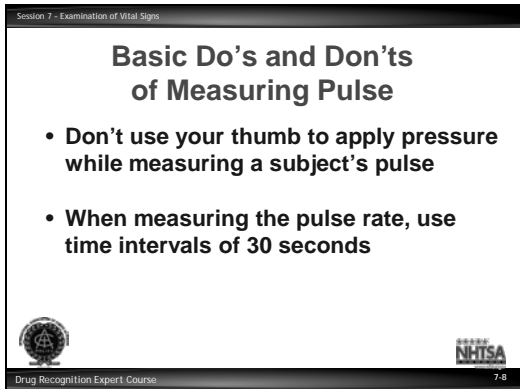 Session 7 - Examination of Vital Signs
Basic Do's and Don'ts
of Measuring Pulse
• Don't use your thumb to apply pressure
while measuring a subject's pulse
• When measuring the pulse rate, use
time intervals of 30 seconds
NHTSA
Drug Recognition Expert Course
7-8